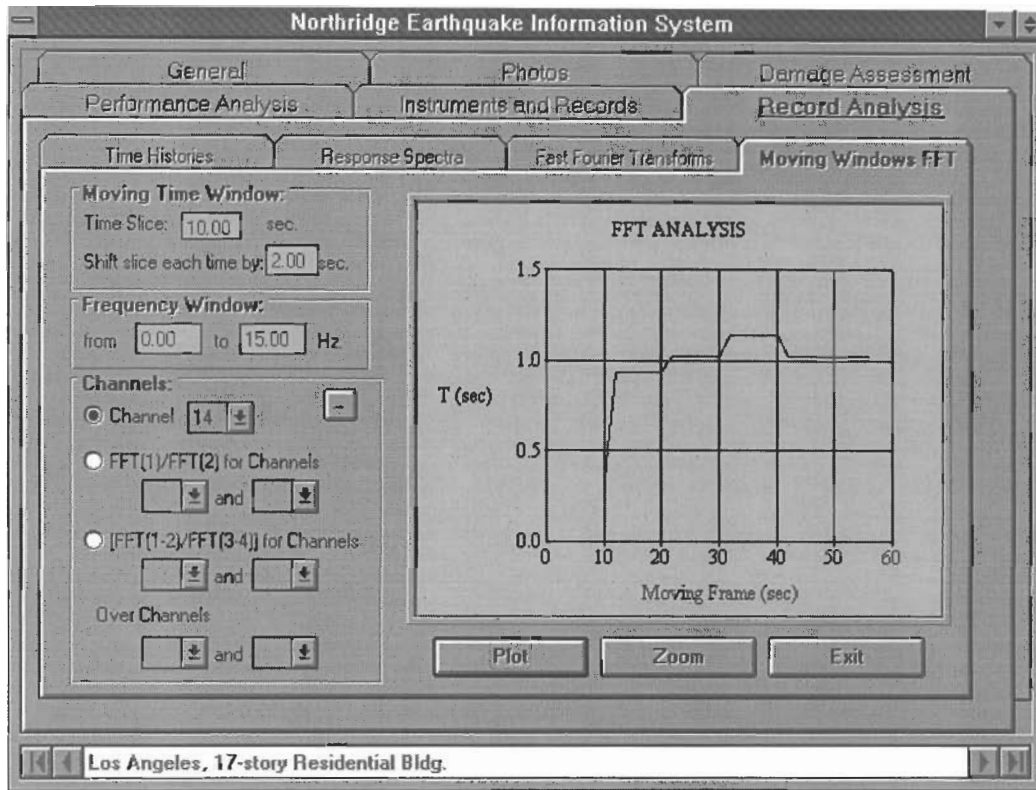 Northridge Earthquake Information System
General Photos Damage Assessment
Performance Analysis Instruments and Records Record Analysis
Time Histories Response Spectra Fast Fourier Transforms Moving Windows FFT
Moving Time Window:
Time Slice: 10.00 sec.
Shift slice each time by: 2.00 sec.
Frequency Window:
from 0.00 to 15.00 Hz
Channels:
Channel 14 ..
FFT(1)/FFT(2) for Channels
and
[FFT(1-2)/FFT(3-4)] for Channels
and
Over Channels
and
FFT ANALYSIS
1.5
1.0
T (sec)
0.5
0.0
0 10 20 30 40 50 60
Moving Frame (sec)
Plot Zoom Exit
Los Angeles, 17-story Residential Bldg.